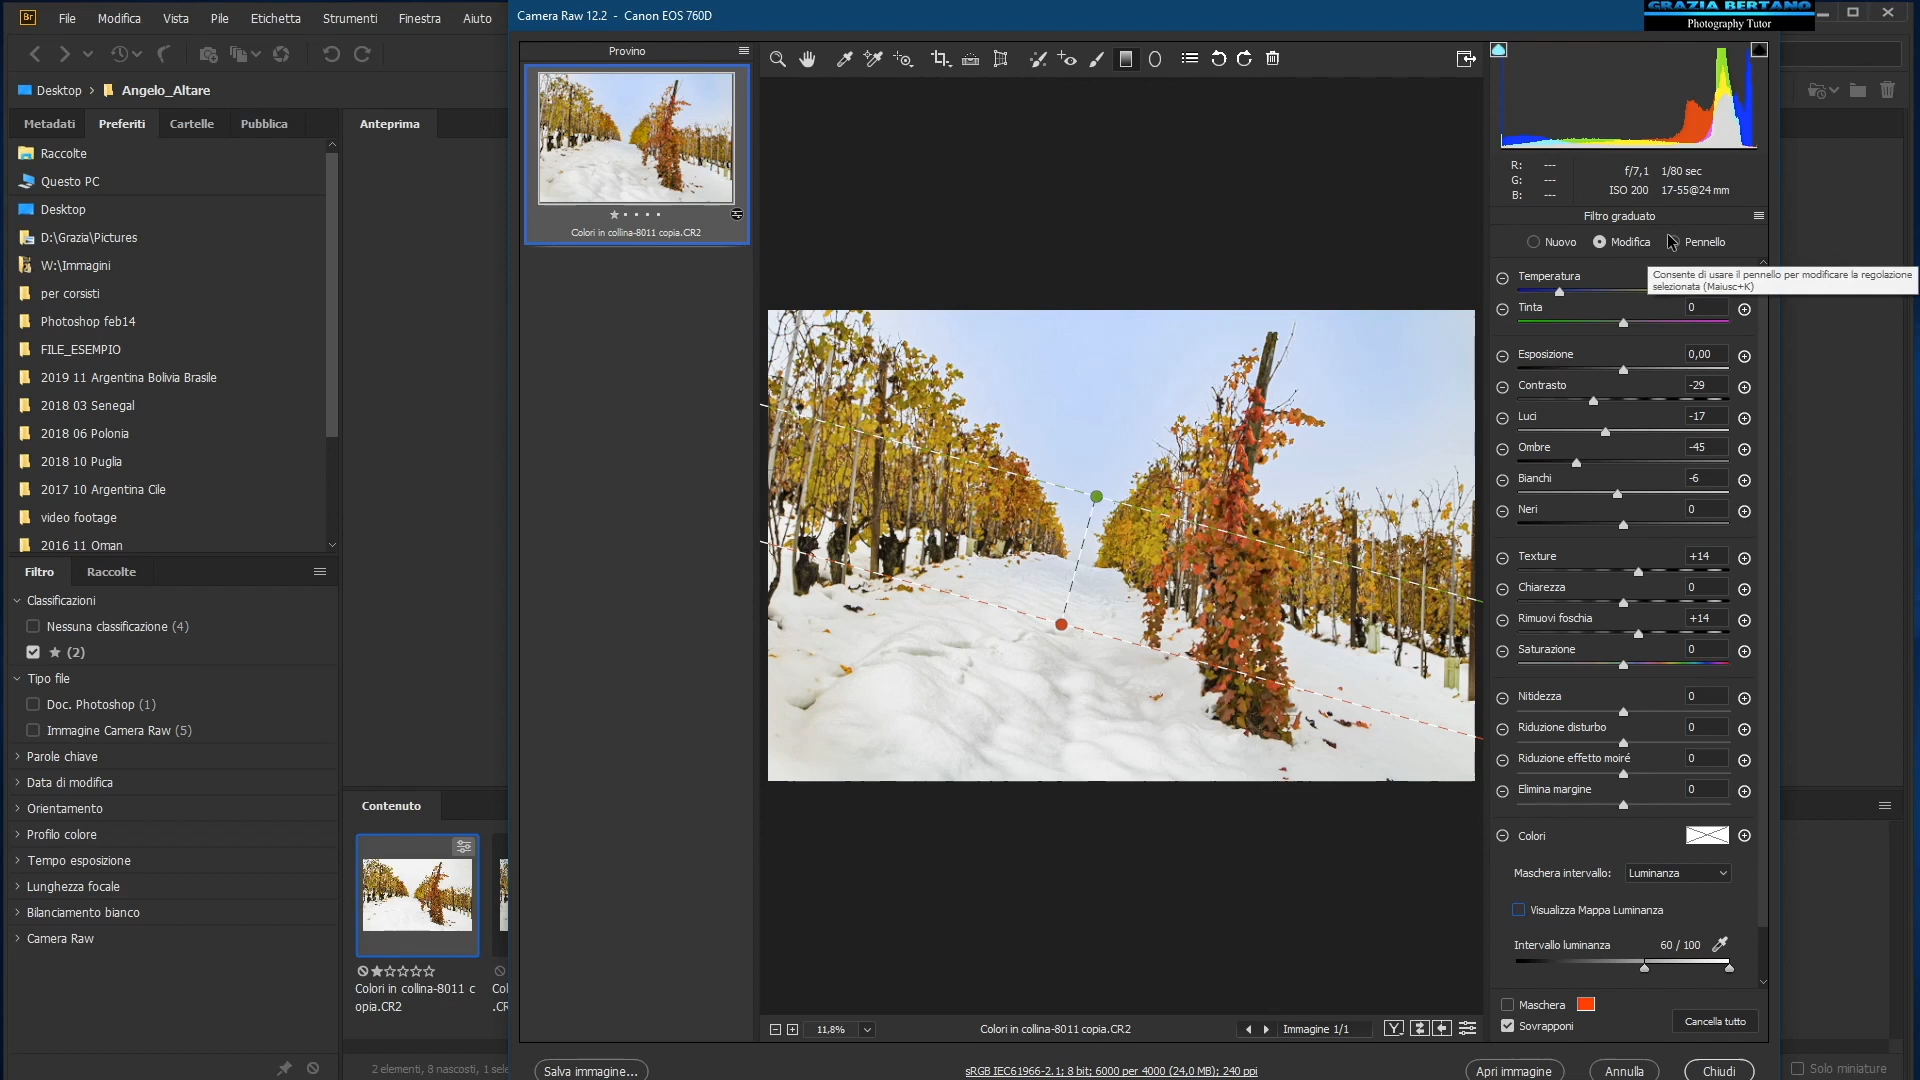 Br File Modifica Vista Pile Etichetta Strumenti Finestra Aiuto
Camera Raw 12.2 - Canon EOS 760D
GRAZIA BERTANO
Photography Tutor
Desktop > Angelo_Altare
Metadati Preferiti Cartelle Pubblica
Raccolte
Questo PC
Desktop
D:\Grazia\Pictures
W:\Immagini
per corsisti
Photoshop feb14
FILE_ESEMPIO
2019 11 Argentina Bolivia Brasile
2018 03 Senegal
2018 06 Polonia
2018 10 Puglia
2017 10 Argentina Cile
video footage
2016 11 Oman
Filtro Raccolte
Classificazioni
Nessuna classificazione (4)
★ (2)
Tipo file
Doc. Photoshop (1)
Immagine Camera Raw (5)
Parole chiave
Data di modifica
Orientamento
Profilo colore
Tempo esposizione
Lunghezza focale
Bilanciamento bianco
Camera Raw
Anteprima
Contenuto
Colori in collina-8011 c
opia.CR2
2 elementi, 8 nascosti, 1 sele
Provino
Colori in collina-8011 copia.CR2
11,8%
Colori in collina-8011 copia.CR2
Immagine 1/1
Salva immagine...
sRGB IEC61966-2.1; 8 bit; 6000 per 4000 (24,0 MB); 240 ppi
Apri immagine Annulla Chiudi
R: ---
G: ---
B: ---
f/7,1 1/80 sec
ISO 200 17-55@24 mm
Filtro graduato
Nuovo Modifica Pennello
Consente di usare il pennello per modificare la regolazione
selezionata (Maiusc+K)
Temperatura
Tinta 0
Esposizione 0,00
Contrasto -29
Luci -17
Ombre -45
Bianchi -6
Neri 0
Texture +14
Chiarezza 0
Rimuovi foschia +14
Saturazione 0
Nitidezza 0
Riduzione disturbo 0
Riduzione effetto moiré 0
Elimina margine 0
Colori
Maschera intervallo: Luminanza
Visualizza Mappa Luminanza
Intervallo luminanza 60 / 100
Maschera
Sovrapponi
Cancella tutto
Solo miniature